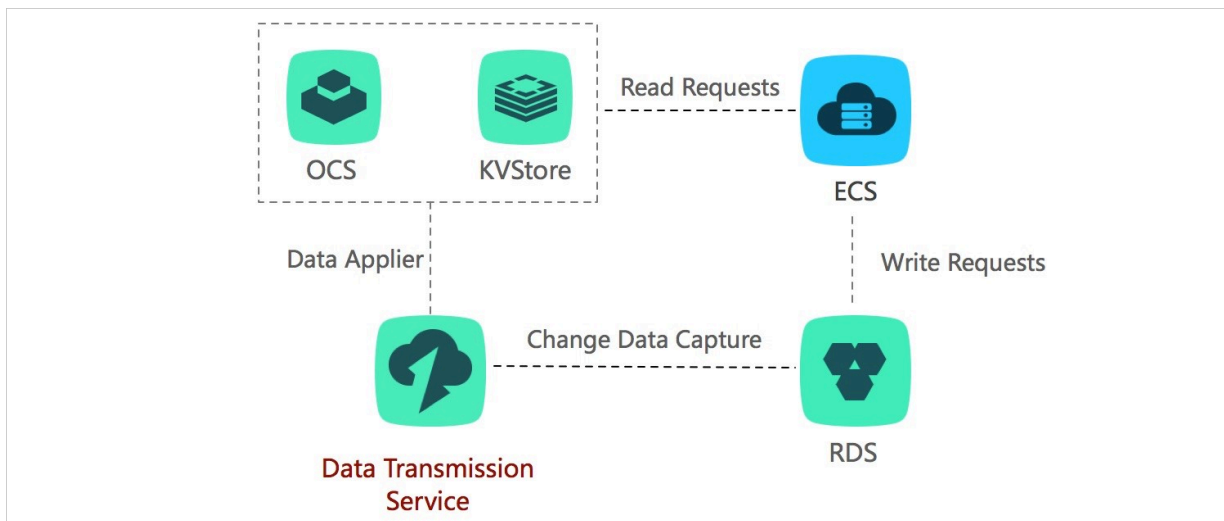 Read Requests
OCS
KVStore
ECS
Data Applier
Write Requests
Change Data Capture
RDS
Data Transmission
Service